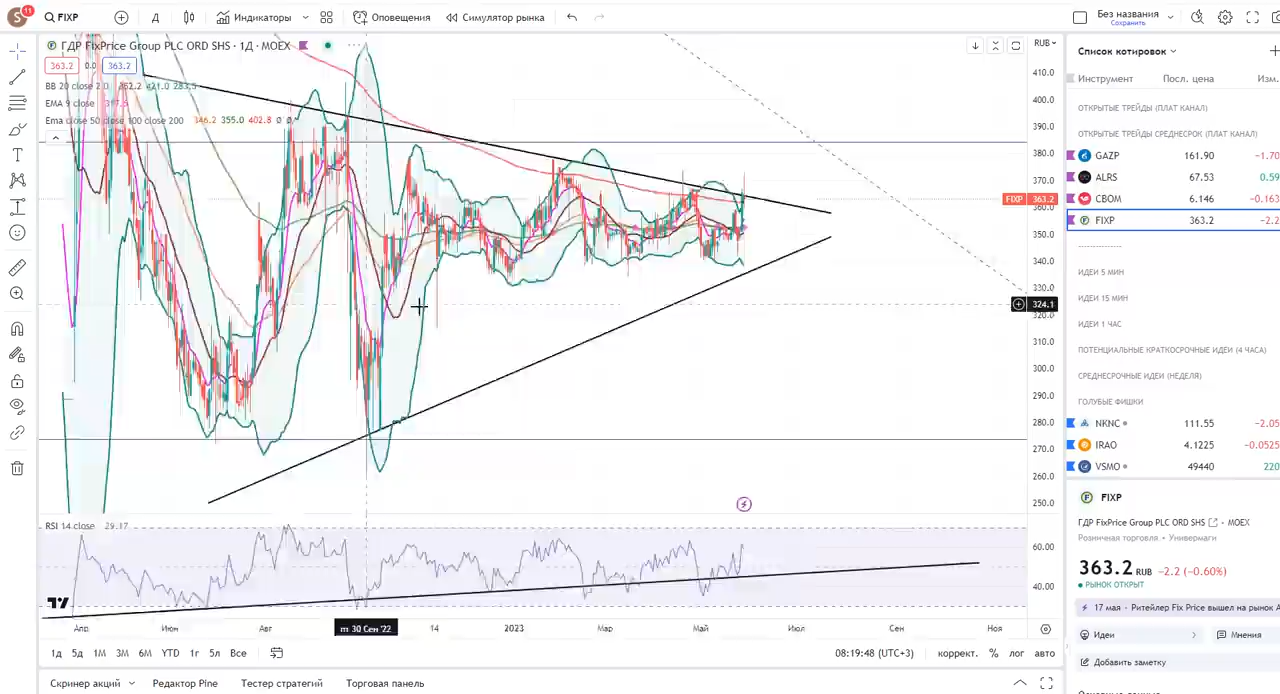 S 11 FIXP Д Индикаторы Оповещения Симулятор рынка Без названия Сохранить
ГДР FixPrice Group PLC ORD SHS · 1Д · MOEX
363.2 0.0 363.2
BB 20 close 2 0 352.2 421.0 283.5
EMA 9 close
Ema close 50 close 100 close 200 346.2 355.0 402.8 Ø Ø
RUB
410.0
400.0
390.0
380.0
370.0
FIXP 363.2
360.0
350.0
340.0
330.0
324.1
320.0
310.0
300.0
290.0
280.0
270.0
260.0
250.0
RSI 14 close 29.17
60.00
40.00
Апр Июн Авг пт 30 Сен '22 14 2023 Мар Май Июл Сен Ноя
1д 5д 1М 3М 6М YTD 1г 5л Все 08:19:48 (UTC+3) коррект. % лог авто
Скринер акций Редактор Pine Тестер стратегий Торговая панель
Список котировок
Инструмент Посл. цена Изм.
ОТКРЫТЫЕ ТРЕЙДЫ (ПЛАТ КАНАЛ)
ОТКРЫТЫЕ ТРЕЙДЫ СРЕДНЕСРОК (ПЛАТ КАНАЛ)
GAZP 161.90 −1.70
ALRS 67.53 0.59
CBOM 6.146 −0.163
FIXP 363.2 −2.2
---------------
ИДЕИ 5 МИН
ИДЕИ 15 МИН
ИДЕИ 1 ЧАС
ПОТЕНЦИАЛЬНЫЕ КРАТКОСРОЧНЫЕ ИДЕИ (4 ЧАСА)
СРЕДНЕСРОЧНЫЕ ИДЕИ (НЕДЕЛЯ)
ГОЛУБЫЕ ФИШКИ
NKNC 111.55 −2.05
IRAO 4.1225 −0.0525
VSMO 49440 220
FIXP
ГДР FixPrice Group PLC ORD SHS · MOEX
Розничная торговля • Универмаги
363.2 RUB −2.2 (−0.60%)
РЫНОК ОТКРЫТ
17 мая · Ритейлер Fix Price вышел на рынок А
Идеи Мнения
Добавить заметку